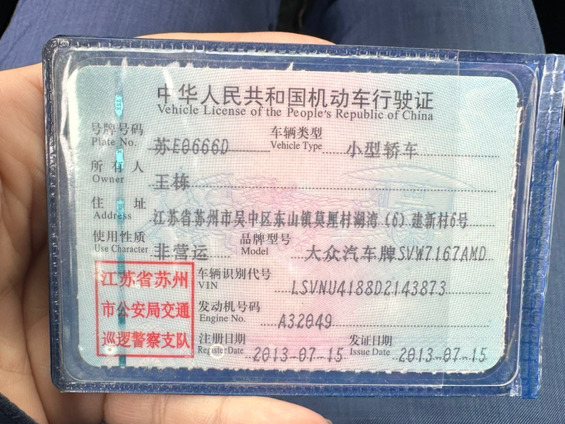 中华人民共和国机动车行驶证
Vehicle License of the People's Republic of China
号牌号码 Plate No. 苏E0666D 车辆类型 Vehicle Type 小型轿车
所有人 Owner 王栋
住址 Address 江苏省苏州市吴中区东山镇莫厘村湖湾(6)建新村6号
使用性质 Use Character 非营运 品牌型号 Model 大众汽车牌SVW7167AMD
江苏省苏州
市公安局交通
巡逻警察支队
车辆识别代号 VIN LSVNU4188D2143873
发动机号码 Engine No. A32049
注册日期 Register Date 2013-07-15 发证日期 Issue Date 2013-07-15